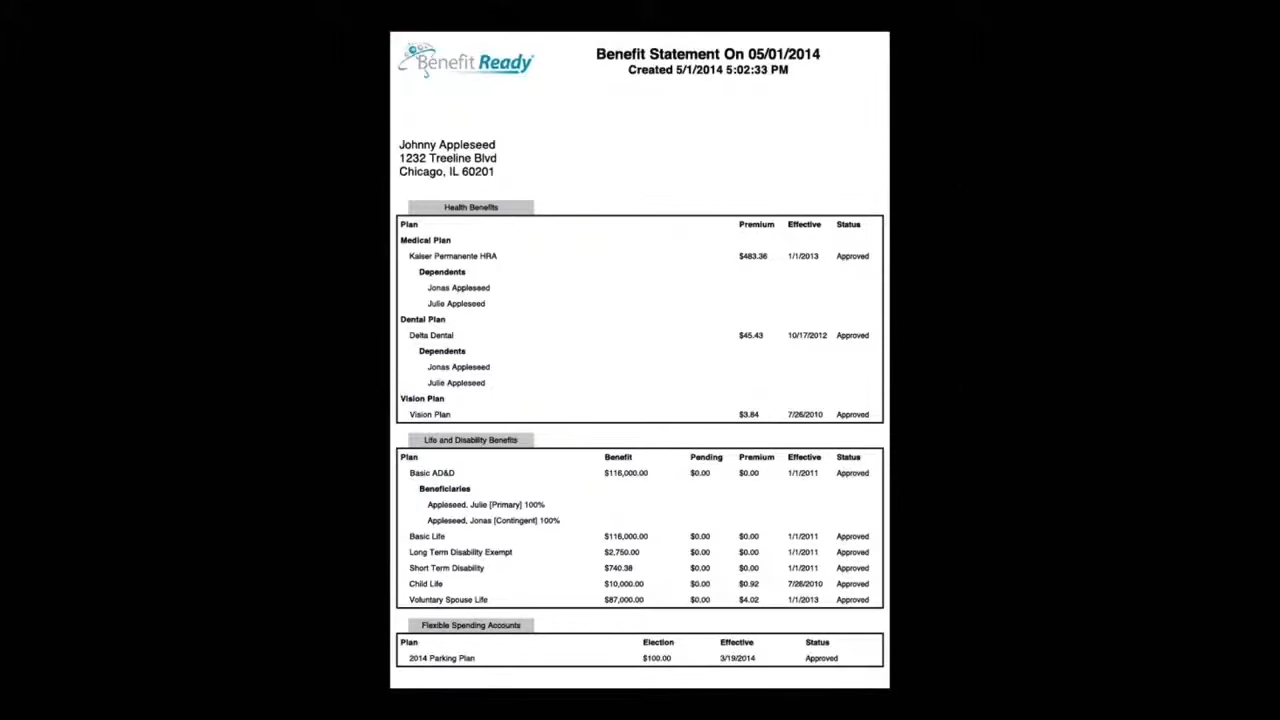 Benefit Ready
Benefit Statement On 05/01/2014
Created 5/1/2014 5:02:33 PM
Johnny Appleseed
1232 Treeline Blvd
Chicago, IL 60201
Health Benefits
Plan Premium Effective Status
Medical Plan
Kaiser Permanente HRA $483.36 1/1/2013 Approved
Dependents
Jonas Appleseed
Julie Appleseed
Dental Plan
Delta Dental $45.43 10/17/2012 Approved
Dependents
Jonas Appleseed
Julie Appleseed
Vision Plan
Vision Plan $3.84 7/26/2010 Approved
Life and Disability Benefits
Plan Benefit Pending Premium Effective Status
Basic AD&D $116,000.00 $0.00 $0.00 1/1/2011 Approved
Beneficiaries
Appleseed, Julie [Primary] 100%
Appleseed, Jonas [Contingent] 100%
Basic Life $116,000.00 $0.00 $0.00 1/1/2011 Approved
Long Term Disability Exempt $2,750.00 $0.00 $0.00 1/1/2011 Approved
Short Term Disability $740.38 $0.00 $0.00 1/1/2011 Approved
Child Life $10,000.00 $0.00 $0.92 7/26/2010 Approved
Voluntary Spouse Life $87,000.00 $0.00 $4.02 1/1/2013 Approved
Flexible Spending Accounts
Plan Election Effective Status
2014 Parking Plan $100.00 3/19/2014 Approved